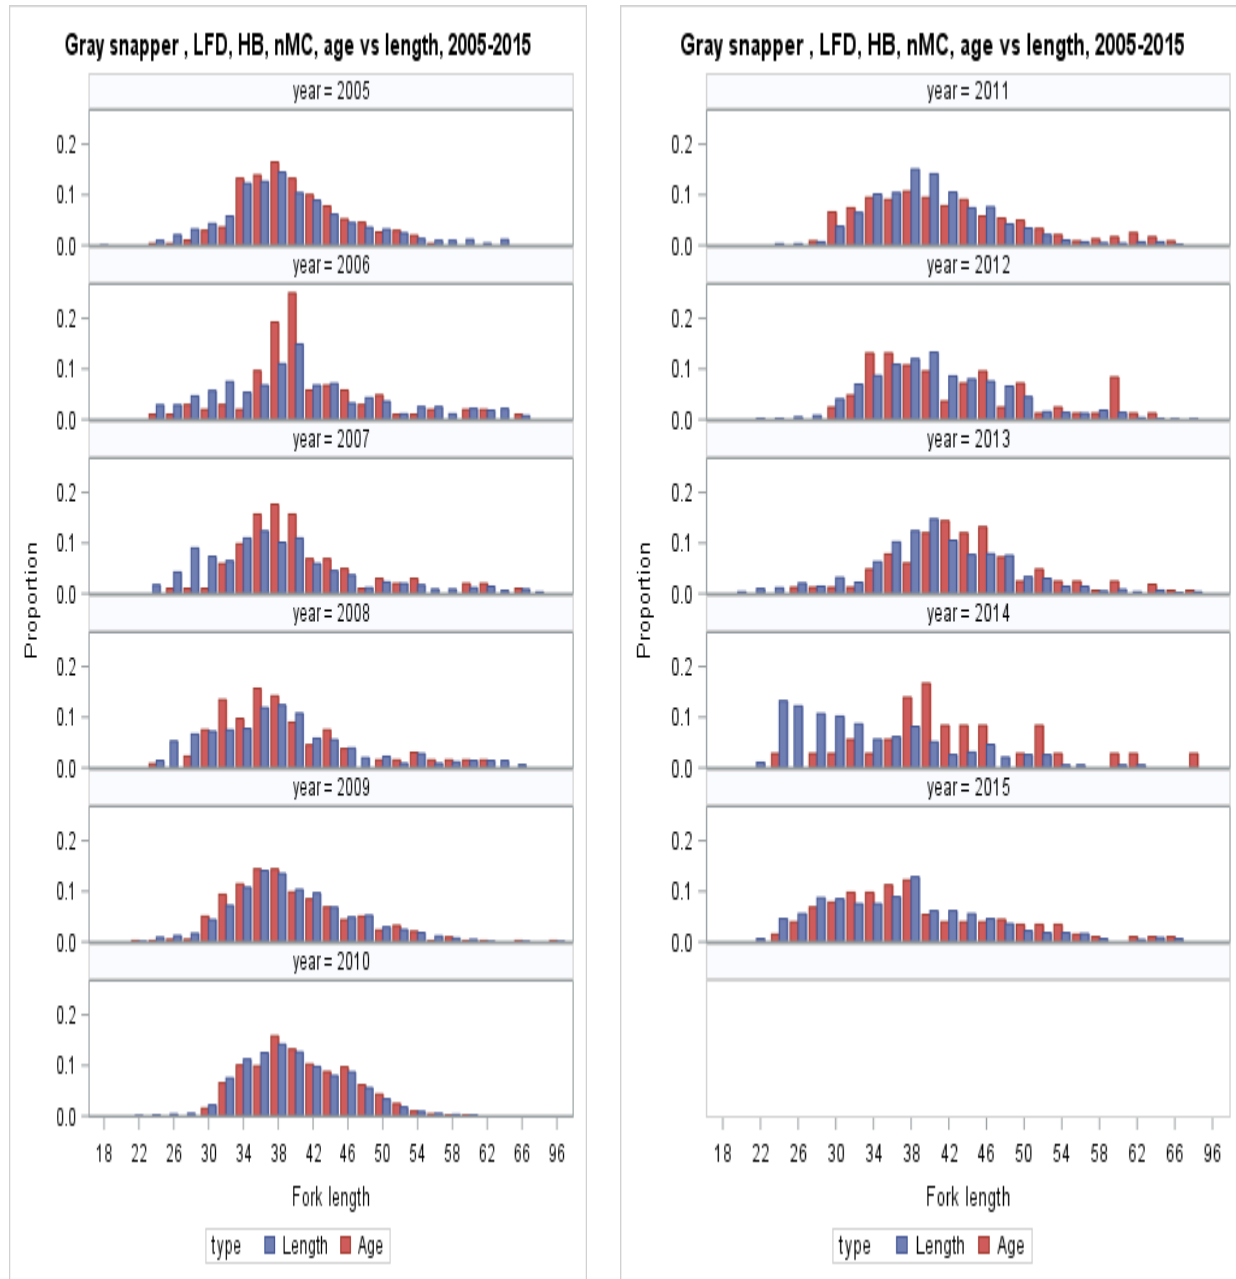 Gray snapper , LFD, HB, nMC, age vs length, 2005-2015
year = 2005
0.2
0.1
0.0
year = 2006
0.2
0.1
0.0
year = 2007
0.2
0.1
0.0
year = 2008
0.2
0.1
0.0
year = 2009
0.2
0.1
0.0
year = 2010
0.2
0.1
0.0
Proportion
18 22 26 30 34 38 42 46 50 54 58 62 66 96
Fork length
type Length Age
Gray snapper , LFD, HB, nMC, age vs length, 2005-2015
year = 2011
0.2
0.1
0.0
year = 2012
0.2
0.1
0.0
year = 2013
0.2
0.1
0.0
year = 2014
0.2
0.1
0.0
year = 2015
0.2
0.1
0.0
Proportion
18 22 26 30 34 38 42 46 50 54 58 62 66 96
Fork length
type Length Age